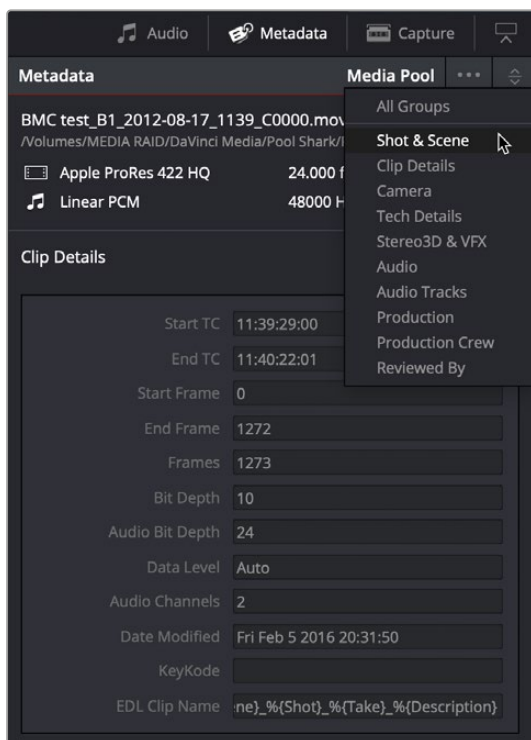 Audio Metadata Capture
Metadata Media Pool
All Groups
BMC test_B1_2012-08-17_1139_C0000.mov
Shot & Scene
/Volumes/MEDIA RAID/DaVinci Media/Pool Shark/
Clip Details
Apple ProRes 422 HQ 24.000 f
Camera
Linear PCM 48000 H
Tech Details
Stereo3D & VFX
Clip Details
Audio
Audio Tracks
Production
Start TC 11:39:29:00
Production Crew
End TC 11:40:22:01
Reviewed By
Start Frame 0
End Frame 1272
Frames 1273
Bit Depth 10
Audio Bit Depth 24
Data Level Auto
Audio Channels 2
Date Modified Fri Feb 5 2016 20:31:50
KeyKode
EDL Clip Name ne}_%{Shot}_%{Take}_%{Description}